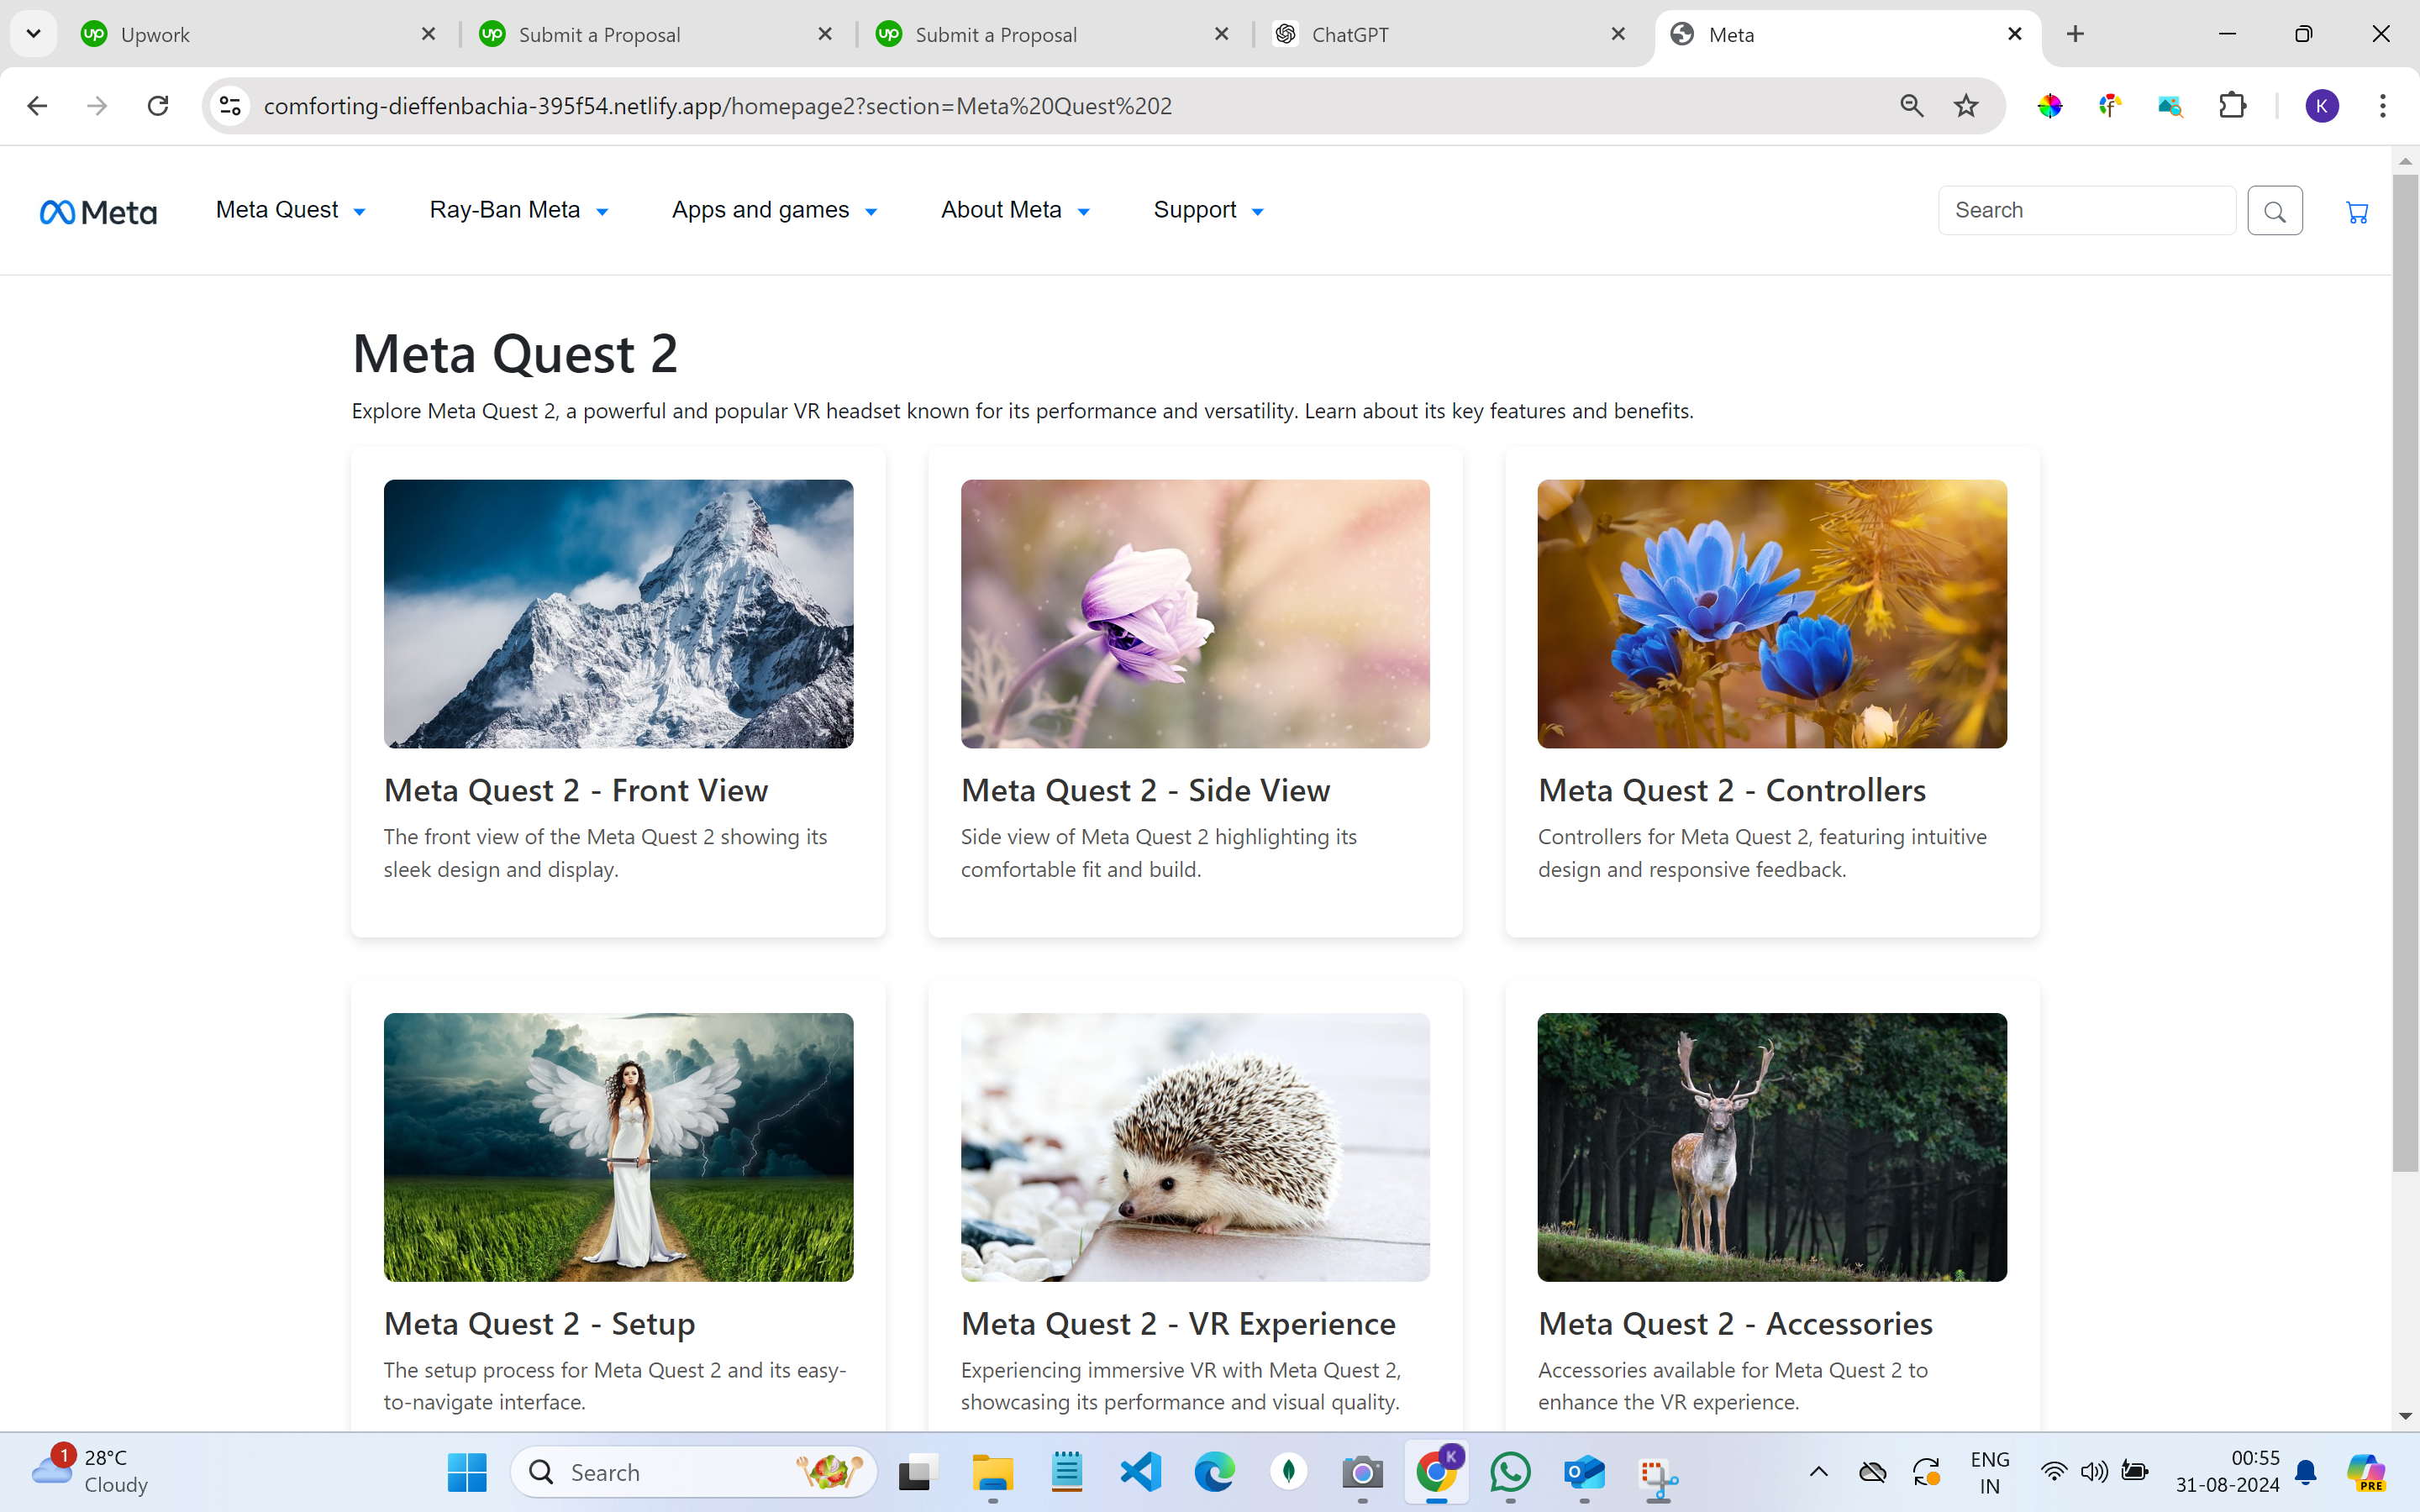 Upwork
Submit a Proposal
Submit a Proposal
ChatGPT
Meta
comforting-dieffenbachia-395f54.netlify.app/homepage2?section=Meta%20Quest%202
K
Meta
Meta Quest
Ray-Ban Meta
Apps and games
About Meta
Support
Search
Meta Quest 2
Explore Meta Quest 2, a powerful and popular VR headset known for its performance and versatility. Learn about its key features and benefits.
Meta Quest 2 - Front View
The front view of the Meta Quest 2 showing its
sleek design and display.
Meta Quest 2 - Side View
Side view of Meta Quest 2 highlighting its
comfortable fit and build.
Meta Quest 2 - Controllers
Controllers for Meta Quest 2, featuring intuitive
design and responsive feedback.
Meta Quest 2 - Setup
The setup process for Meta Quest 2 and its easy-
to-navigate interface.
Meta Quest 2 - VR Experience
Experiencing immersive VR with Meta Quest 2,
showcasing its performance and visual quality.
Meta Quest 2 - Accessories
Accessories available for Meta Quest 2 to
enhance the VR experience.
1
28°C
Cloudy
Search
K
ENG
IN
00:55
31-08-2024
PRE